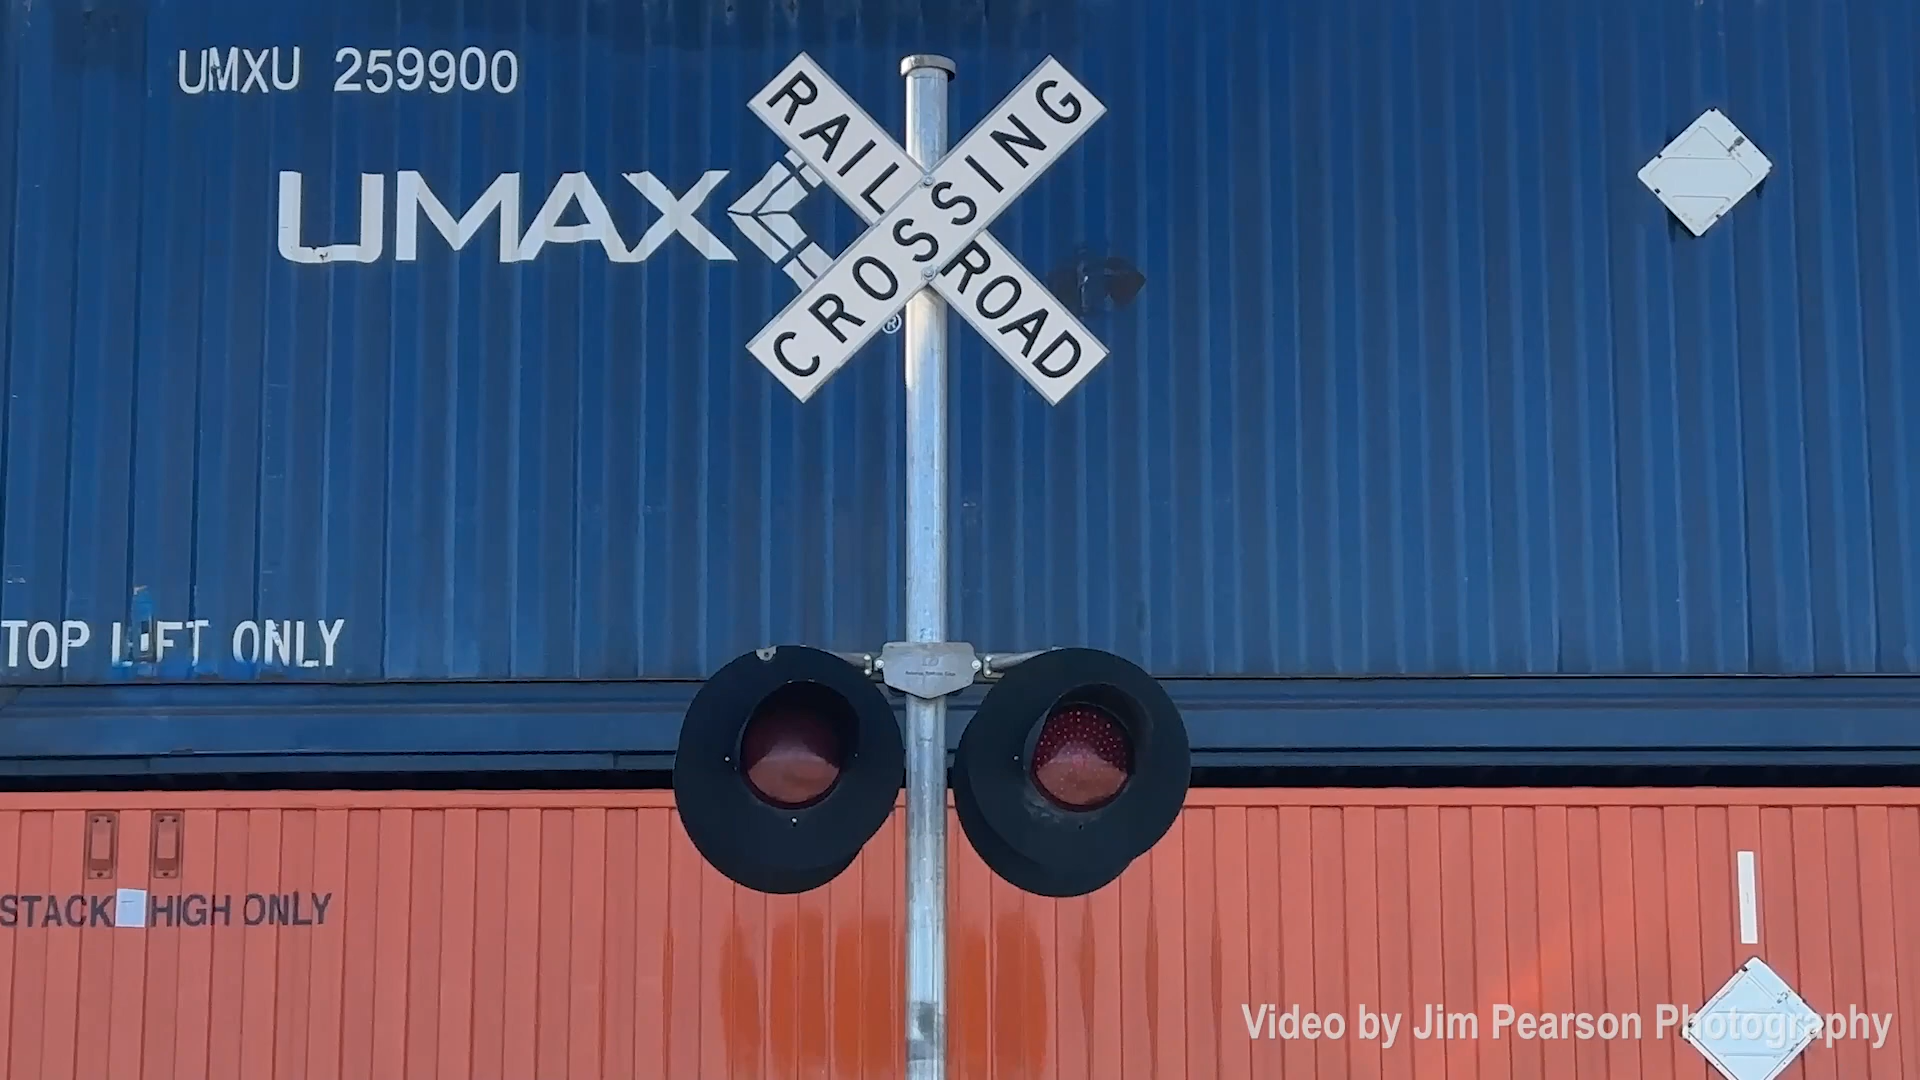 UMXU 259900
UMAX
®
RAILROAD
CROSSING
TOP LIFT ONLY
STACK HIGH ONLY
Video by Jim Pearson Photography